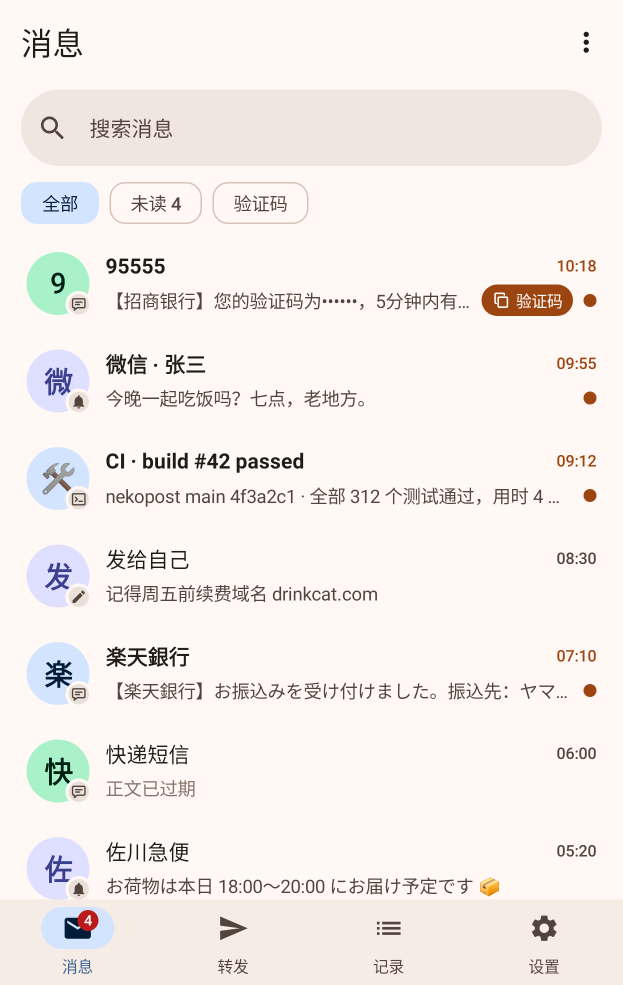 消息
搜索消息
全部
未读 4
验证码
9
95555
10:18
【招商银行】您的验证码为••••••，5分钟内有…
验证码
微
微信 · 张三
09:55
今晚一起吃饭吗？七点，老地方。
CI · build #42 passed
09:12
nekopost main 4f3a2c1 · 全部 312 个测试通过，用时 4 …
发
发给自己
08:30
记得周五前续费域名 drinkcat.com
楽
楽天銀行
07:10
【楽天銀行】お振込みを受け付けました。振込先：ヤマ…
快
快递短信
06:00
正文已过期
佐
佐川急便
05:20
お荷物は本日 18:00〜20:00 にお届け予定です 📦
4
消息
转发
记录
设置